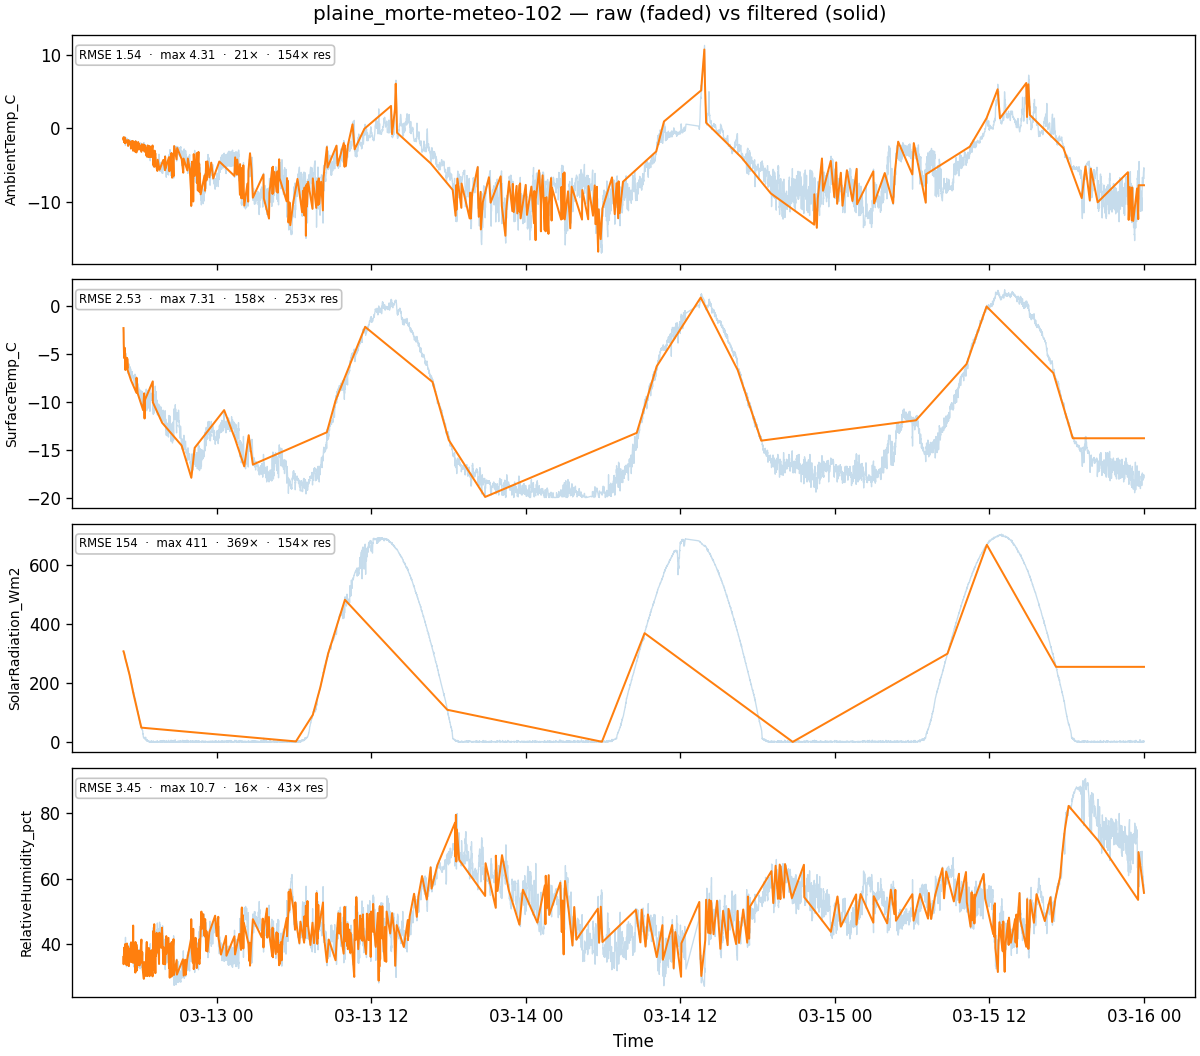 plaine_morte-meteo-102 — raw (faded) vs filtered (solid)
AmbientTemp_C
RMSE 1.54 · max 4.31 · 21× · 154× res
10
0
−10
SurfaceTemp_C
RMSE 2.53 · max 7.31 · 158× · 253× res
0
−5
−10
−15
−20
SolarRadiation_Wm2
RMSE 154 · max 411 · 369× · 154× res
600
400
200
0
RelativeHumidity_pct
RMSE 3.45 · max 10.7 · 16× · 43× res
80
60
40
03-13 00 03-13 12 03-14 00 03-14 12 03-15 00 03-15 12 03-16 00
Time